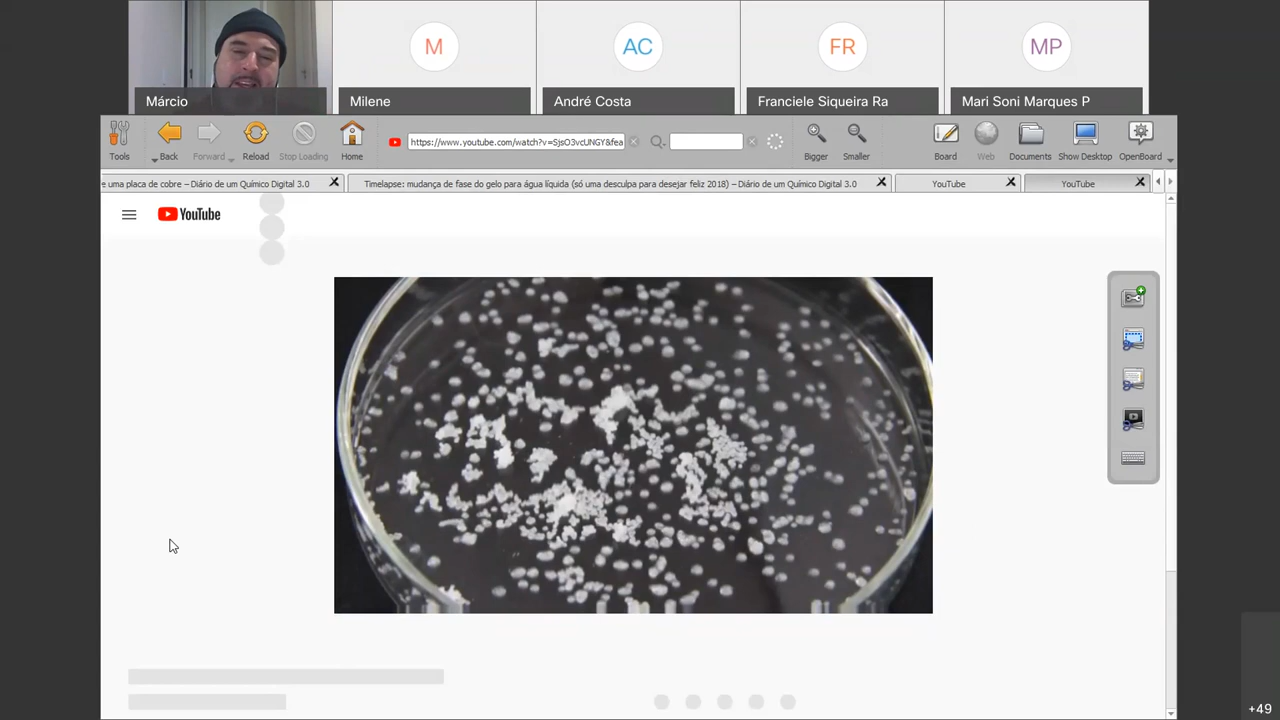 M
AC
FR
MP
Márcio
Milene
André Costa
Franciele Siqueira Ra
Mari Soni Marques P
Tools
Back
Forward
Reload
Stop Loading
Home
https://www.youtube.com/watch?v=SjsO3vcUNGY&fea
Bigger
Smaller
Board
Web
Documents
Show Desktop
OpenBoard
e uma placa de cobre – Diário de um Químico Digital 3.0
Timelapse: mudança de fase do gelo para água líquida (só uma desculpa para desejar feliz 2018) – Diário de um Químico Digital 3.0
YouTube
YouTube
YouTube
+49